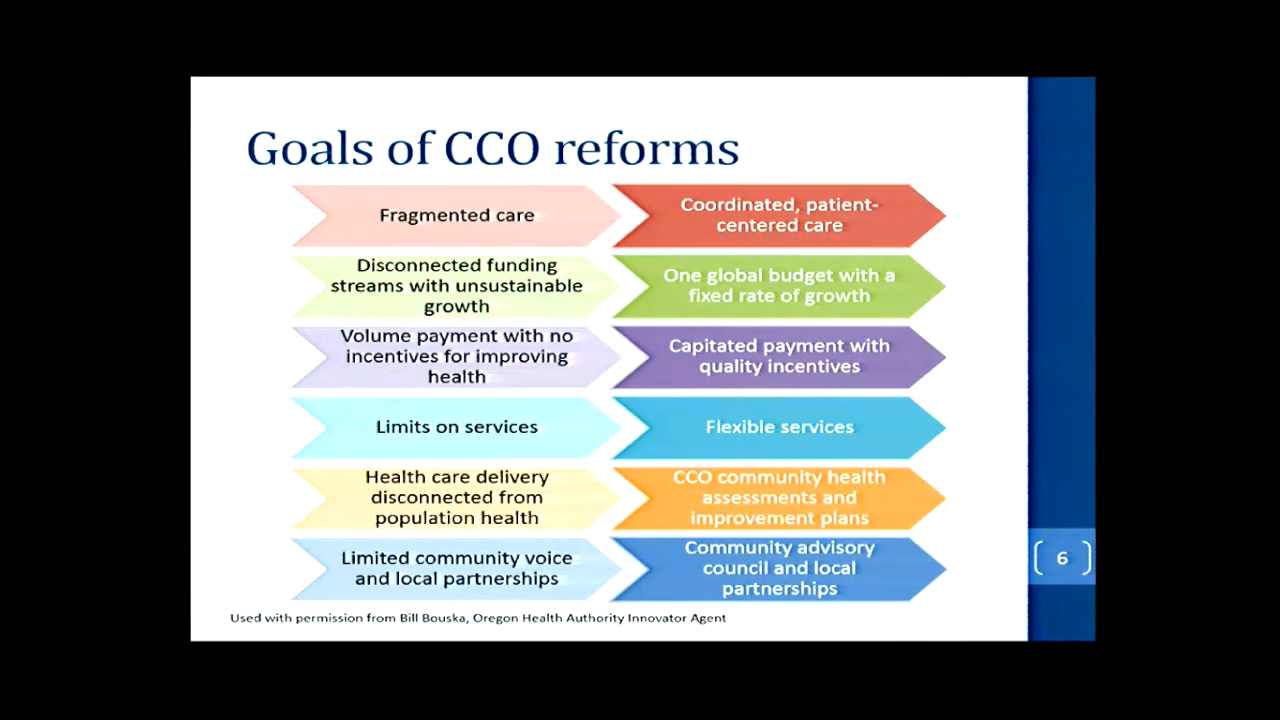 Goals of CCO reforms
Fragmented care
Coordinated, patient-
centered care
Disconnected funding
streams with unsustainable
growth
One global budget with a
fixed rate of growth
Volume payment with no
incentives for improving
health
Capitated payment with
quality incentives
Limits on services
Flexible services
Health care delivery
disconnected from
population health
CCO community health
assessments and
improvement plans
Limited community voice
and local partnerships
Community advisory
council and local
partnerships
6
Used with permission from Bill Bouska, Oregon Health Authority Innovator Agent